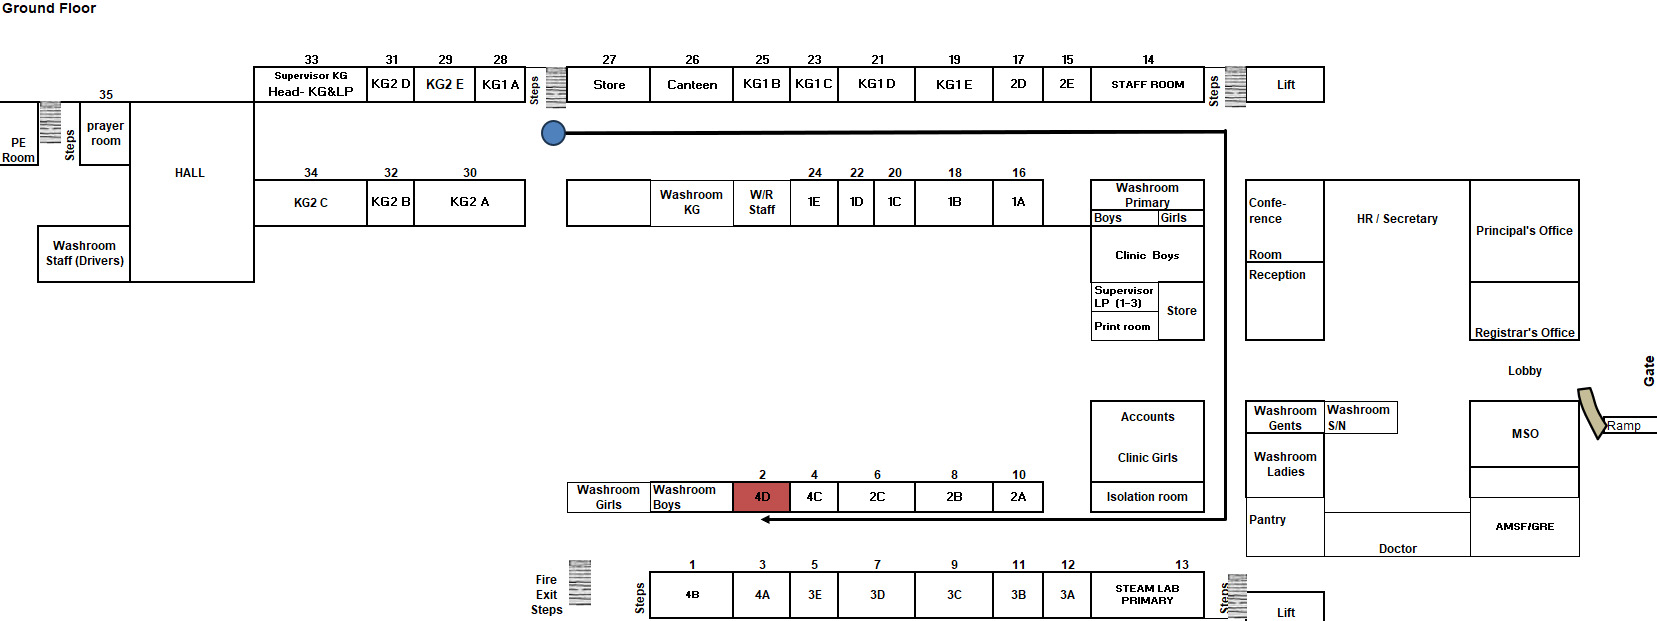 Ground Floor
33 31 29 28 27 26 25 23 21 19 17 15 14
Supervisor KG
Head- KG&LP
KG2 D
KG2 E
KG1 A
Steps
Store
Canteen
KG1 B
KG1 C
KG1 D
KG1 E
2D
2E
STAFF ROOM
Steps
Lift
35
PE
Room
Steps
prayer
room
HALL
34 32 30 24 22 20 18 16
KG2 C
KG2 B
KG2 A
Washroom
KG
W/R
Staff
1E
1D
1C
1B
1A
Washroom
Primary
Boys
Girls
Clinic Boys
Supervisor
LP (1-3)
Print room
Store
Confe-
rence
Room
Reception
HR / Secretary
Principal's Office
Registrar's Office
Washroom
Staff (Drivers)
Lobby
Gate
Ramp
Accounts
Clinic Girls
Isolation room
Washroom
Gents
Washroom
S/N
Washroom
Ladies
Pantry
Doctor
MSO
AMSF/GRE
2 4 6 8 10
Washroom
Girls
Washroom
Boys
4D
4C
2C
2B
2A
Fire
Exit
Steps
Steps
1 3 5 7 9 11 12 13
4B
4A
3E
3D
3C
3B
3A
STEAM LAB
PRIMARY
Steps
Lift